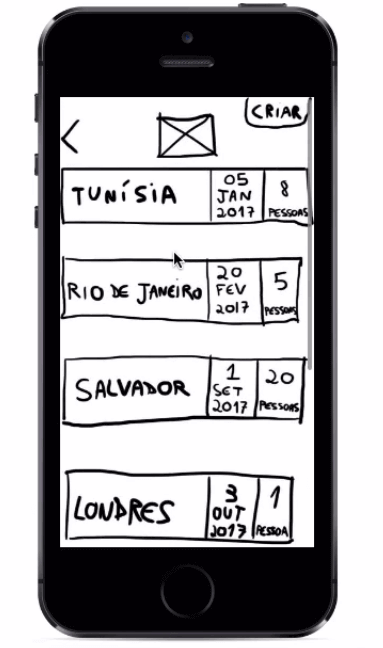 CRIAR
TUNÍSIA
05
JAN
2017
8
PESSOAS
RIO DE JANEIRO
20
FEV
2017
5
PESSOAS
SALVADOR
1
SET
2017
20
PESSOAS
LONDRES
3
OUT
2017
1
PESSOA